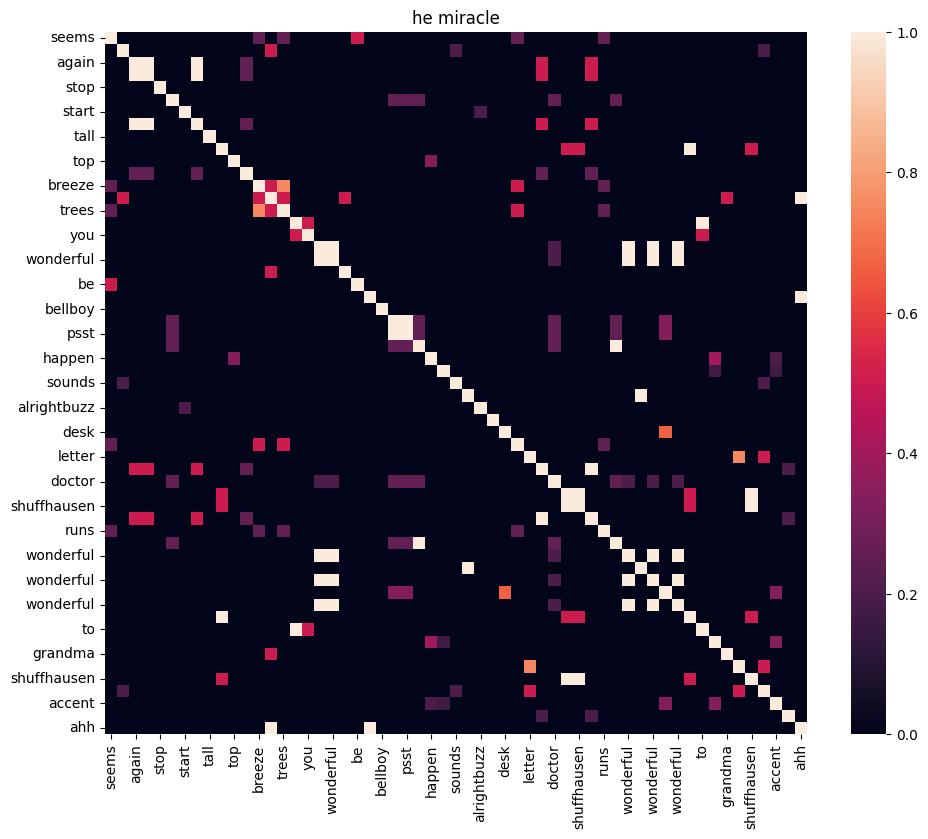 he miracle
seems
again
stop
start
tall
top
breeze
trees
you
wonderful
be
bellboy
psst
happen
sounds
alrightbuzz
desk
letter
doctor
shuffhausen
runs
wonderful
wonderful
wonderful
to
grandma
shuffhausen
accent
ahh
1.0
0.8
0.6
0.4
0.2
0.0
seems
again
stop
start
tall
top
breeze
trees
you
wonderful
be
bellboy
psst
happen
sounds
alrightbuzz
desk
letter
doctor
shuffhausen
runs
wonderful
wonderful
wonderful
to
grandma
shuffhausen
accent
ahh